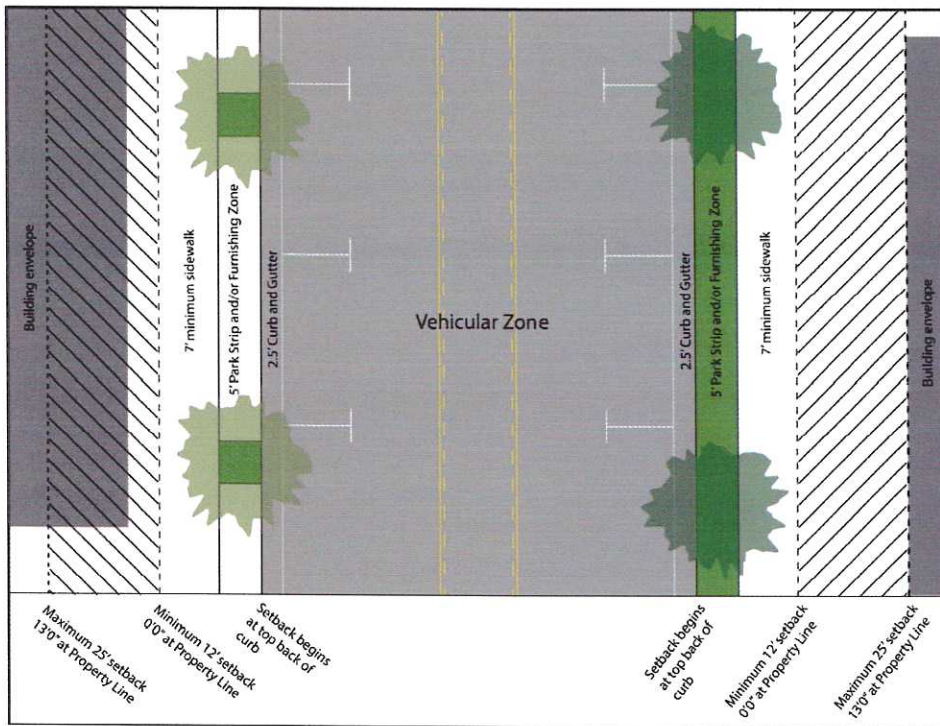 Building envelope
7' minimum sidewalk
5' Park Strip and/or Furnishing Zone
2.5' Curb and Gutter
Vehicular Zone
2.5' Curb and Gutter
5' Park Strip and/or Furnishing Zone
7' minimum sidewalk
Building envelope
Maximum 25' setback
13'0" at Property Line
Minimum 12' setback
0'0" at Property Line
Setback begins
at top back of
curb
Setback begins
at top back of
curb
Minimum 12' setback
0'0" at Property Line
Maximum 25' setback
13'0" at Property Line